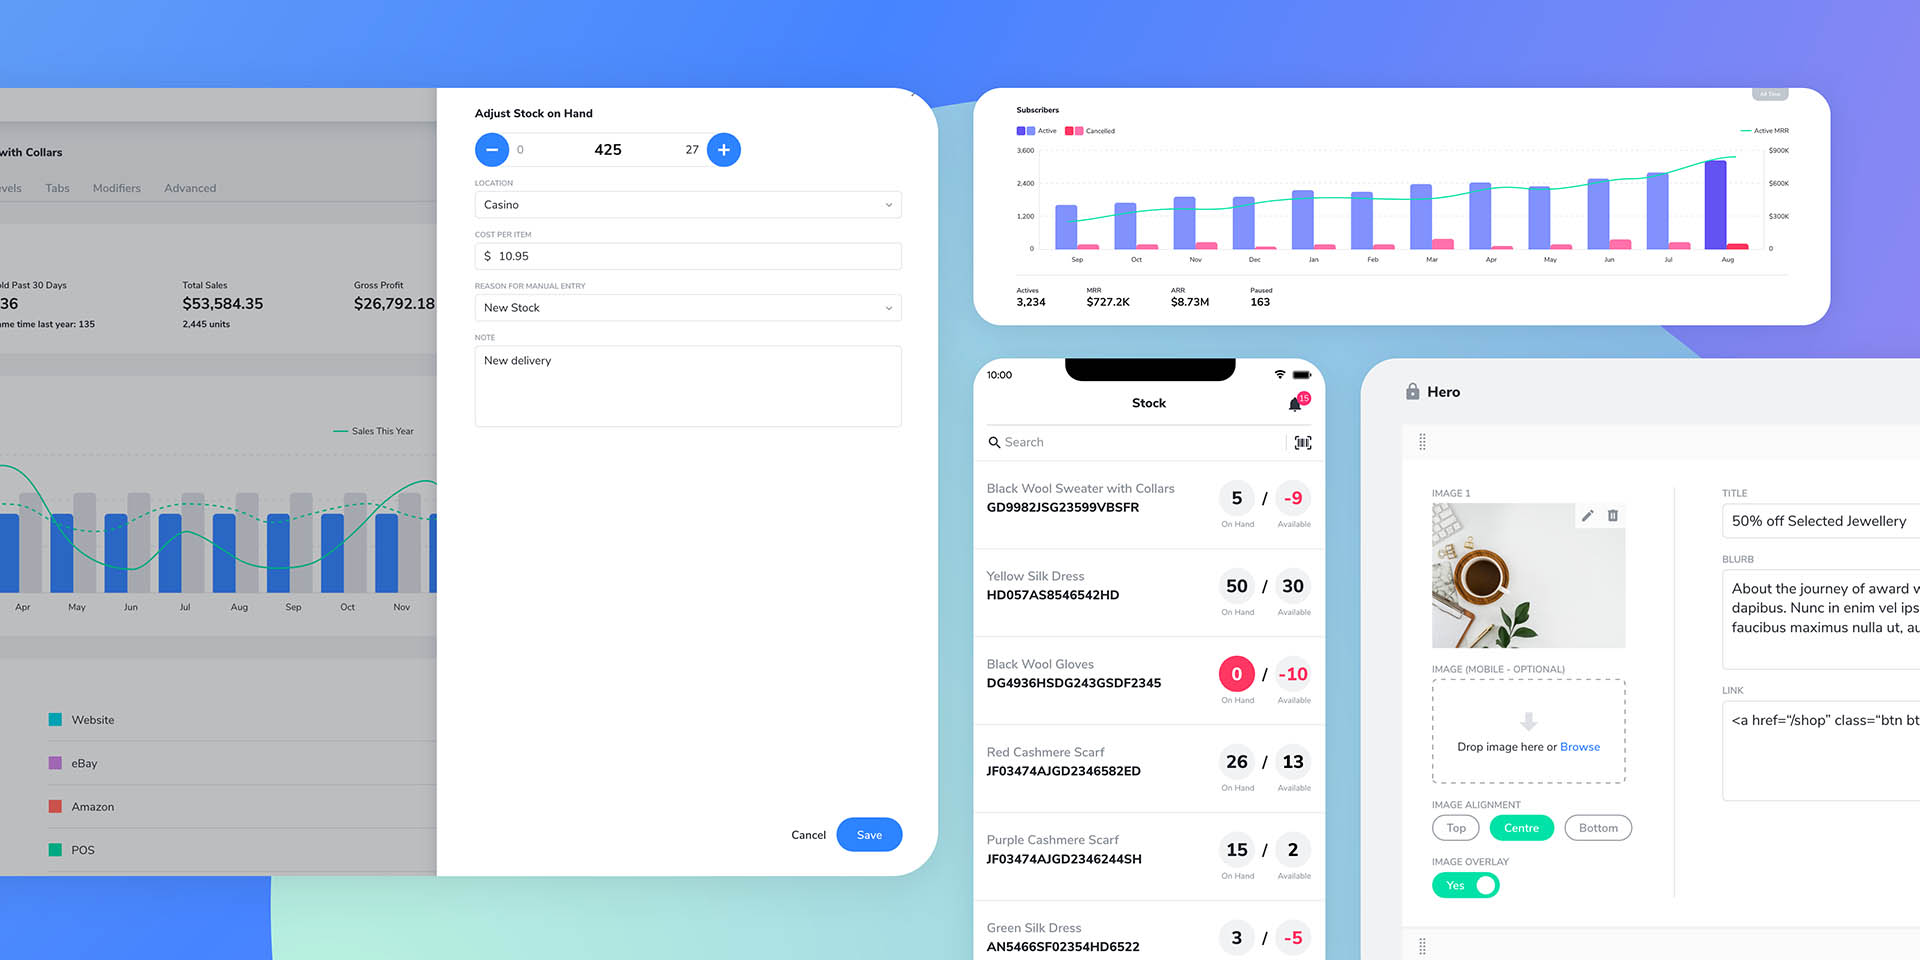 with Collars
evels Tabs Modifiers Advanced
old Past 30 Days
36
ame time last year: 135
Total Sales
$53,584.35
2,445 units
Gross Profit
$26,792.18
Sales This Year
Apr May Jun Jul Aug Sep Oct Nov
Website
eBay
Amazon
POS
Adjust Stock on Hand
0 425 27
LOCATION
Casino
COST PER ITEM
$ 10.95
REASON FOR MANUAL ENTRY
New Stock
NOTE
New delivery
Cancel Save
All Time
Subscribers
Active Cancelled
Active MRR
3,600 $900K
2,400 $600K
1,200 $300K
0 0
Sep Oct Nov Dec Jan Feb Mar Apr May Jun Jul Aug
Actives MRR ARR Paused
3,234 $727.2K $8.73M 163
10:00
Stock
15
Search
Black Wool Sweater with Collars
GD9982JSG23599VBSFR
5 / -9
On Hand Available
Yellow Silk Dress
HD057AS8546542HD
50 / 30
On Hand Available
Black Wool Gloves
DG4936HSDG243GSDF2345
0 / -10
On Hand Available
Red Cashmere Scarf
JF03474AJGD2346582ED
26 / 13
On Hand Available
Purple Cashmere Scarf
JF03474AJGD2346244SH
15 / 2
On Hand Available
Green Silk Dress
AN5466SF02354HD6522
3 / -5
Hero
IMAGE 1
IMAGE (MOBILE - OPTIONAL)
Drop image here or Browse
IMAGE ALIGNMENT
Top Centre Bottom
IMAGE OVERLAY
Yes
TITLE
50% off Selected Jewellery
BLURB
About the journey of award w
dapibus. Nunc in enim vel ips
faucibus maximus nulla ut, au
LINK
<a href=“/shop” class=“btn bt